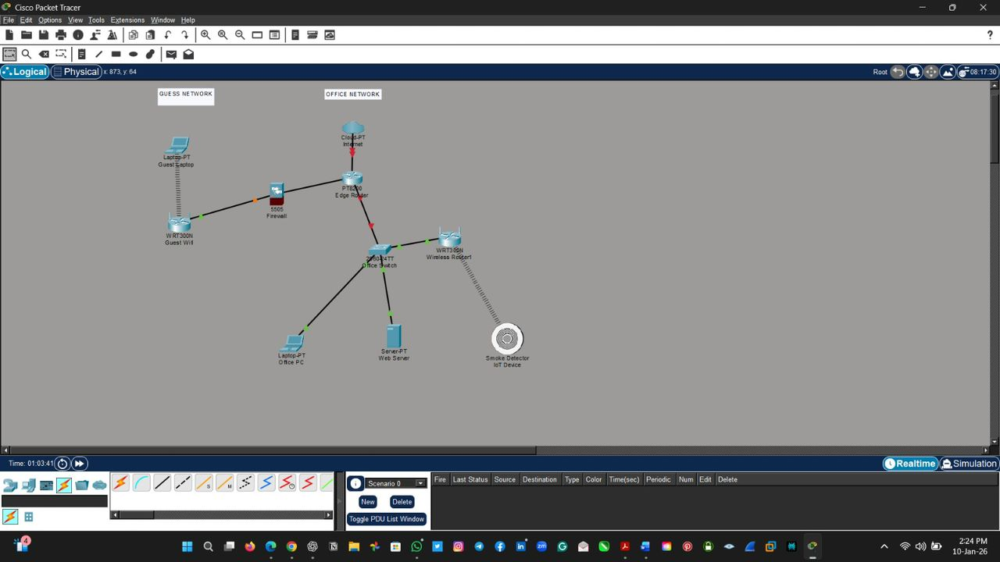 Cisco Packet Tracer
File Edit Options View Tools Extensions Window Help
?
Logical Physical x: 873, y: 64 Root 08:17:30
GUESS NETWORK
OFFICE NETWORK
Cloud-PT
Internet
Laptop-PT
Guest Laptop
PT8200
Edge Router
5505
Firewall
WRT300N
Guest Wifi
WRT300N
Wireless Router1
2960-24TT
Office Switch
Laptop-PT
Office PC
Server-PT
Web Server
Smoke Detector
IoT Device
Time: 01:03:41 Realtime Simulation
S M
Scenario 0
New Delete
Toggle PDU List Window
Fire Last Status Source Destination Type Color Time(sec) Periodic Num Edit Delete
4
zm
2:24 PM
10-Jan-26